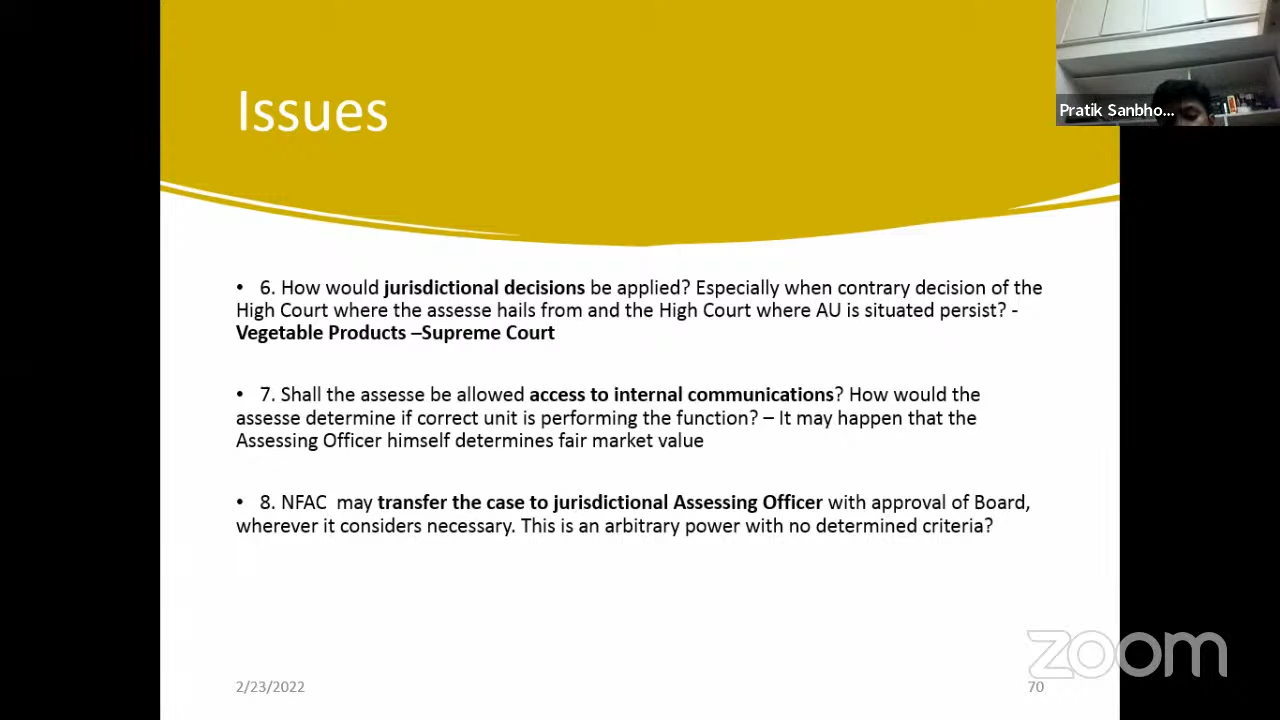 Issues
Pratik Sanbho...
• 6. How would jurisdictional decisions be applied? Especially when contrary decision of the
High Court where the assesse hails from and the High Court where AU is situated persist? -
Vegetable Products –Supreme Court
• 7. Shall the assesse be allowed access to internal communications? How would the
assesse determine if correct unit is performing the function? – It may happen that the
Assessing Officer himself determines fair market value
• 8. NFAC may transfer the case to jurisdictional Assessing Officer with approval of Board,
wherever it considers necessary. This is an arbitrary power with no determined criteria?
zoom
2/23/2022
70